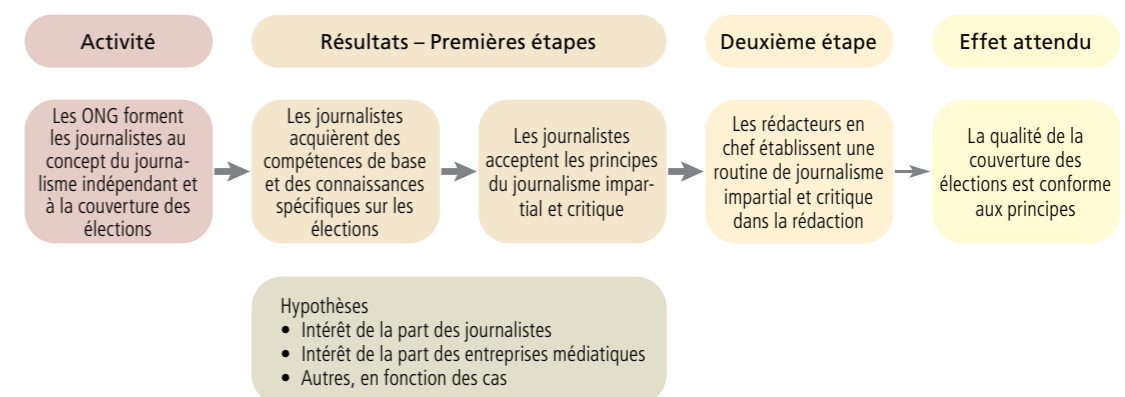 Activité
Résultats – Premières étapes
Deuxième étape
Effet attendu
Les ONG forment
les journalistes au
concept du journa-
lisme indépendant et
à la couverture des
élections
Les journalistes
acquièrent des
compétences de base
et des connaissances
spécifiques sur les
élections
Les journalistes
acceptent les principes
du journalisme impar-
tial et critique
Les rédacteurs en
chef établissent une
routine de journalisme
impartial et critique
dans la rédaction
La qualité de la
couverture des
élections est conforme
aux principes
Hypothèses
• Intérêt de la part des journalistes
• Intérêt de la part des entreprises médiatiques
• Autres, en fonction des cas